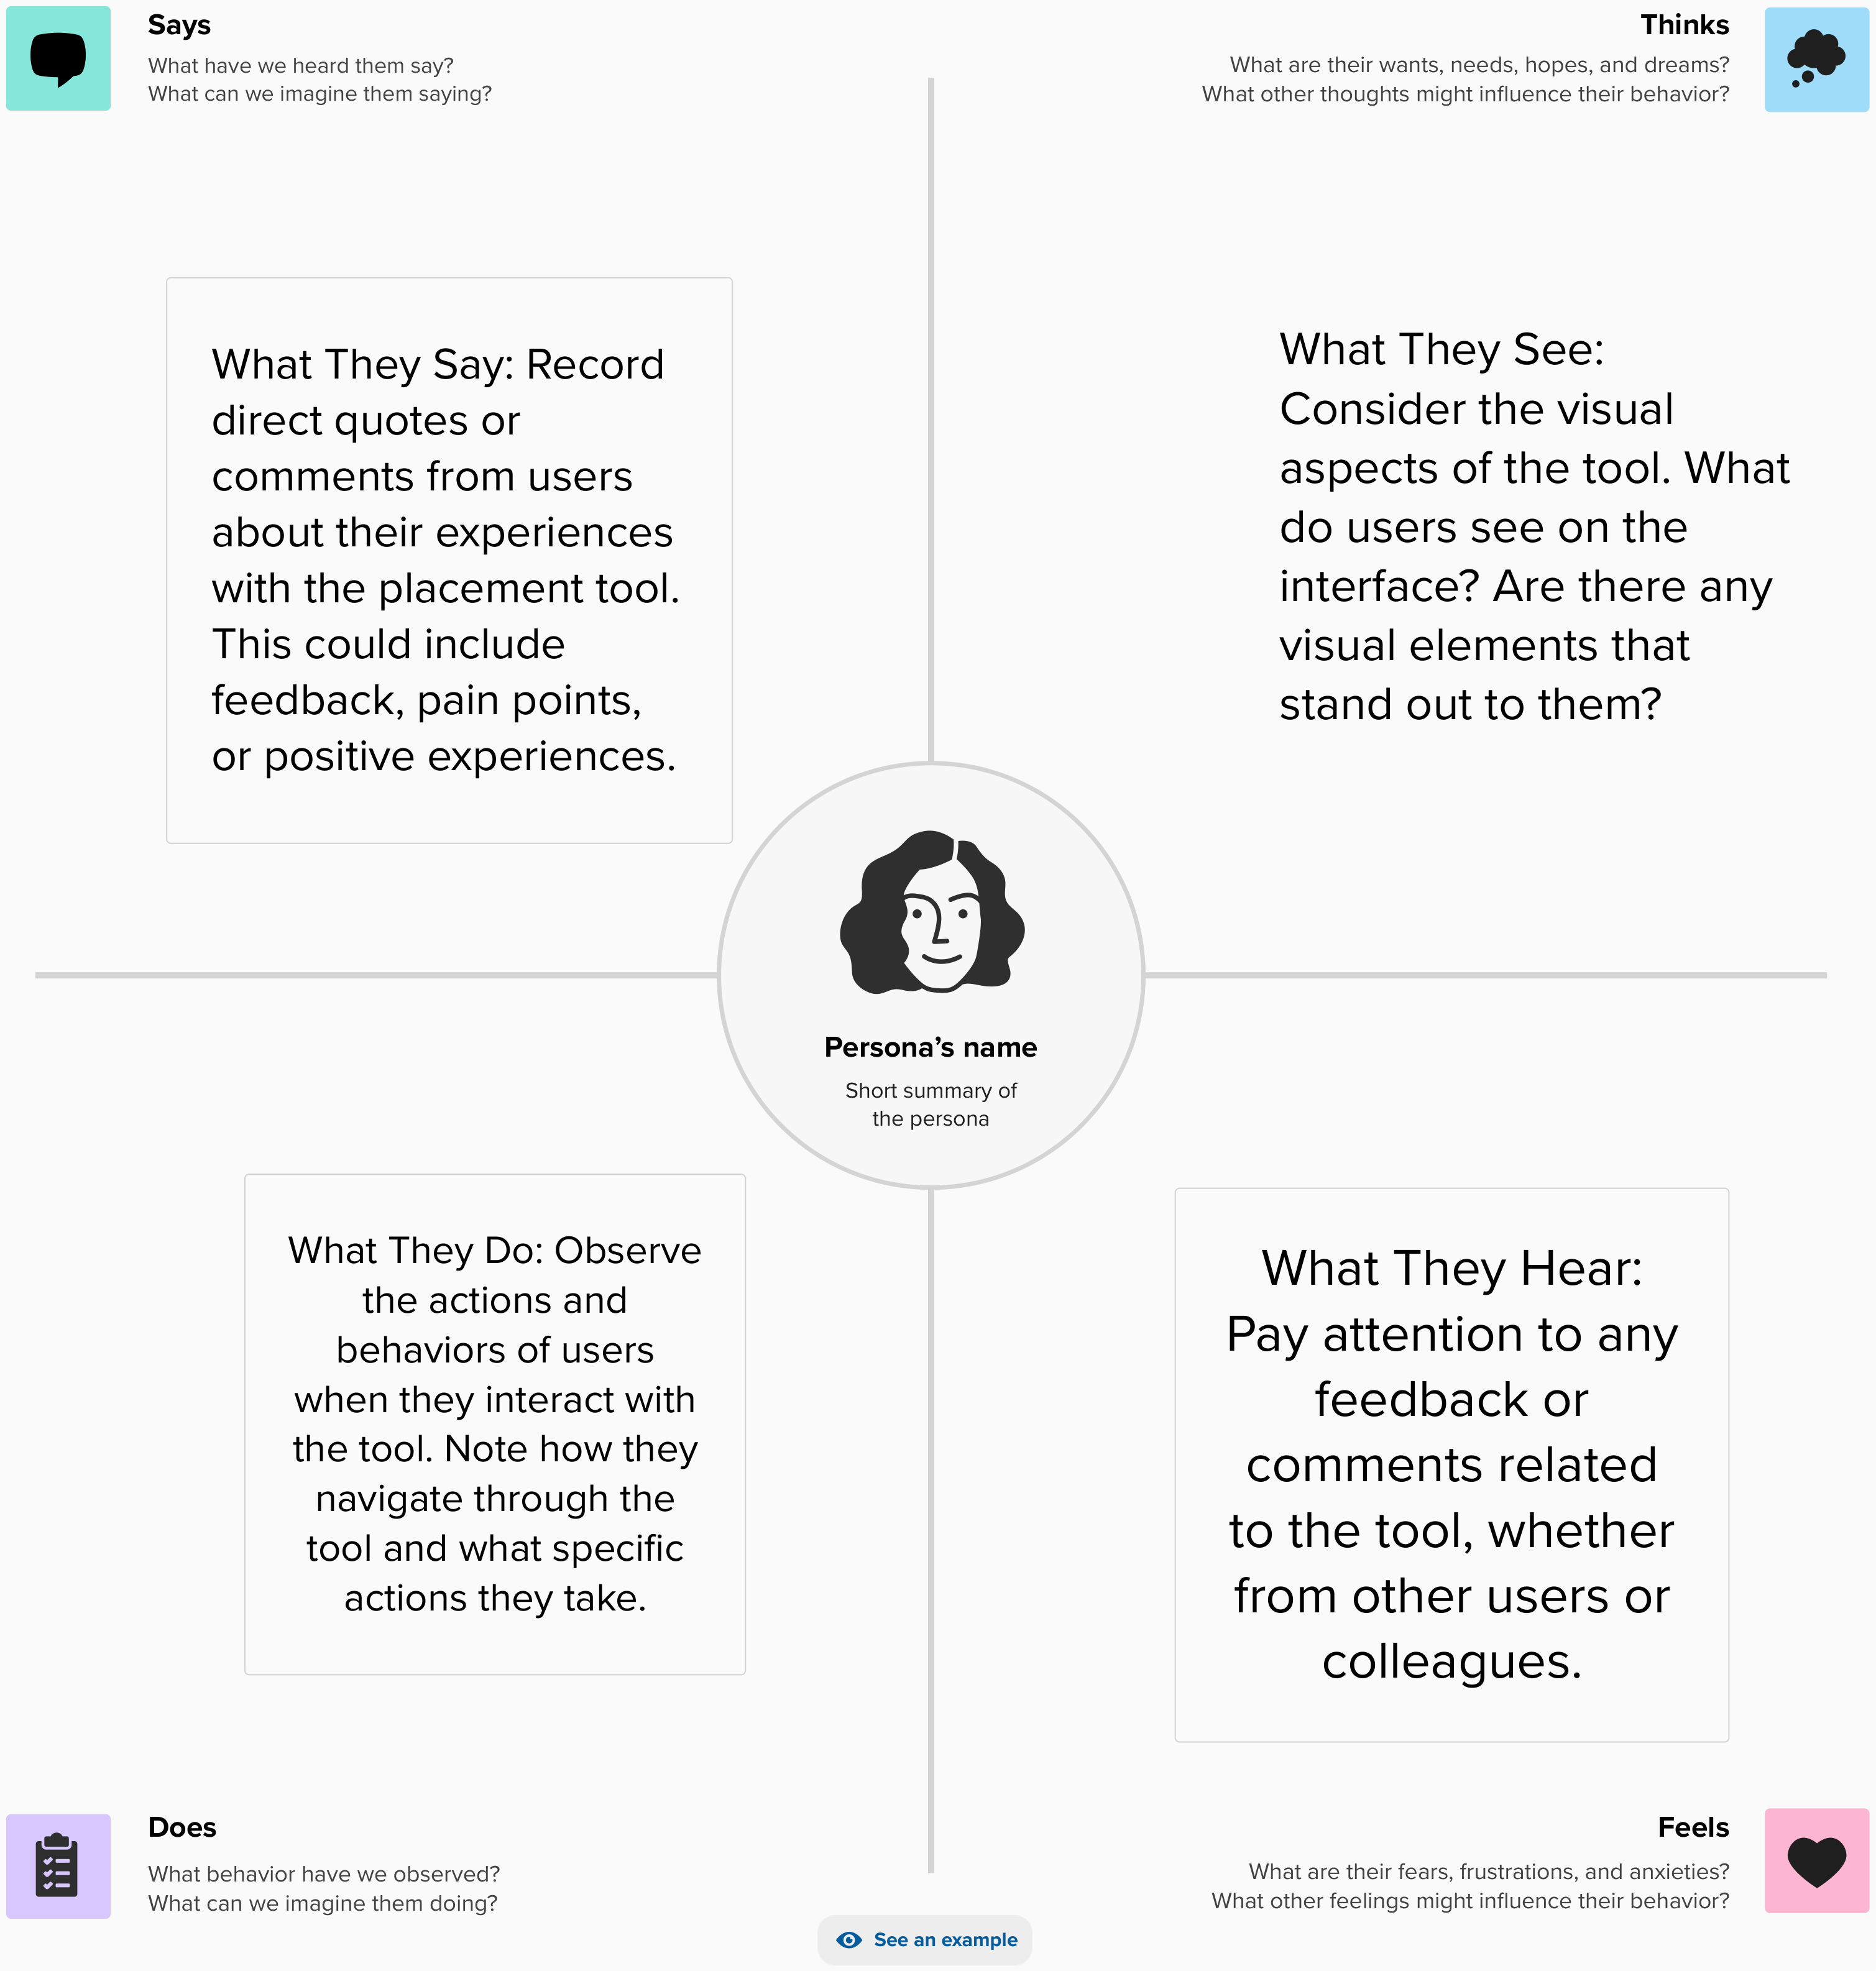 Says
What have we heard them say?
What can we imagine them saying?
Thinks
What are their wants, needs, hopes, and dreams?
What other thoughts might influence their behavior?
What They Say: Record
direct quotes or
comments from users
about their experiences
with the placement tool.
This could include
feedback, pain points,
or positive experiences.
What They See:
Consider the visual
aspects of the tool. What
do users see on the
interface? Are there any
visual elements that
stand out to them?
Persona’s name
Short summary of
the persona
What They Do: Observe
the actions and
behaviors of users
when they interact with
the tool. Note how they
navigate through the
tool and what specific
actions they take.
What They Hear:
Pay attention to any
feedback or
comments related
to the tool, whether
from other users or
colleagues.
Does
What behavior have we observed?
What can we imagine them doing?
Feels
What are their fears, frustrations, and anxieties?
What other feelings might influence their behavior?
See an example